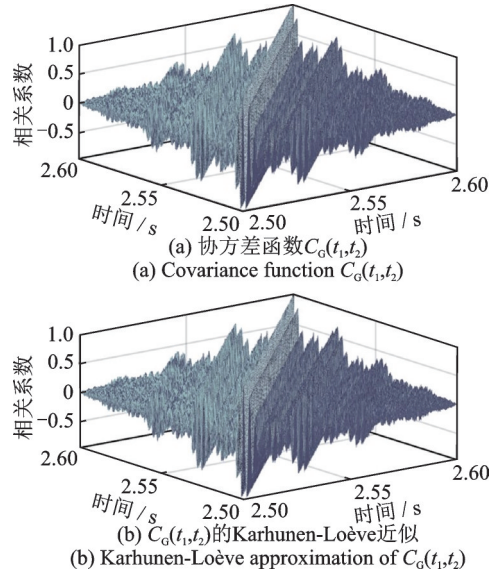 1.0
0.5
0
−0.5
相关系数
2.60
2.55
2.50
时间 / s
2.50
2.55
2.60
时间 / s
(a) 协方差函数C_G(t_1,t_2)
(a) Covariance function C_G(t_1,t_2)
1.0
0.5
0
−0.5
相关系数
2.60
2.55
2.50
时间 / s
2.50
2.55
2.60
时间 / s
(b) C_G(t_1,t_2)的Karhunen-Loève近似
(b) Karhunen-Loève approximation of C_G(t_1,t_2)